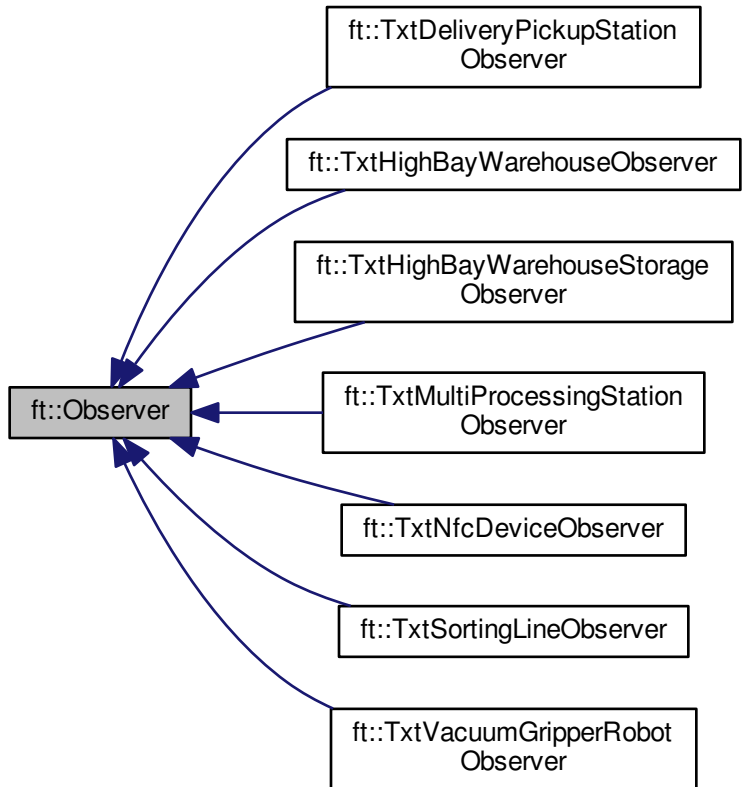 ft::TxtDeliveryPickupStation
Observer
ft::TxtHighBayWarehouseObserver
ft::TxtHighBayWarehouseStorage
Observer
ft::Observer
ft::TxtMultiProcessingStation
Observer
ft::TxtNfcDeviceObserver
ft::TxtSortingLineObserver
ft::TxtVacuumGripperRobot
Observer